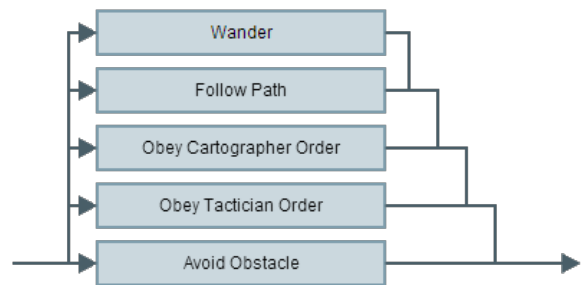 Wander
Follow Path
Obey Cartographer Order
Obey Tactician Order
Avoid Obstacle